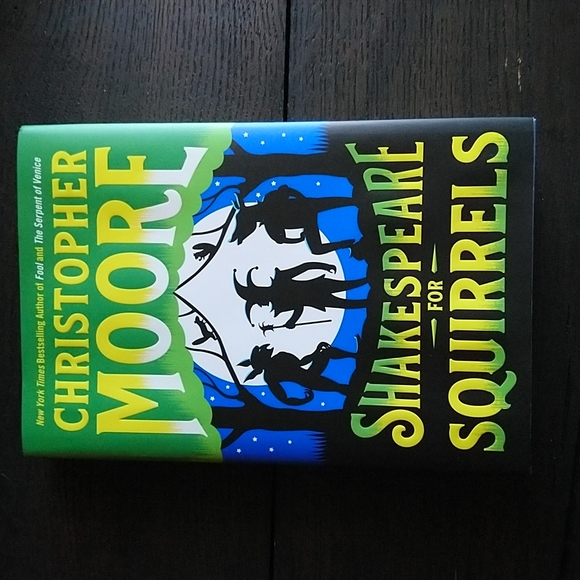 New York Times Bestselling Author of Fool and The Serpent of Venice
CHRISTOPHER
MOORE
SHAKESPEARE
FOR
SQUIRRELS